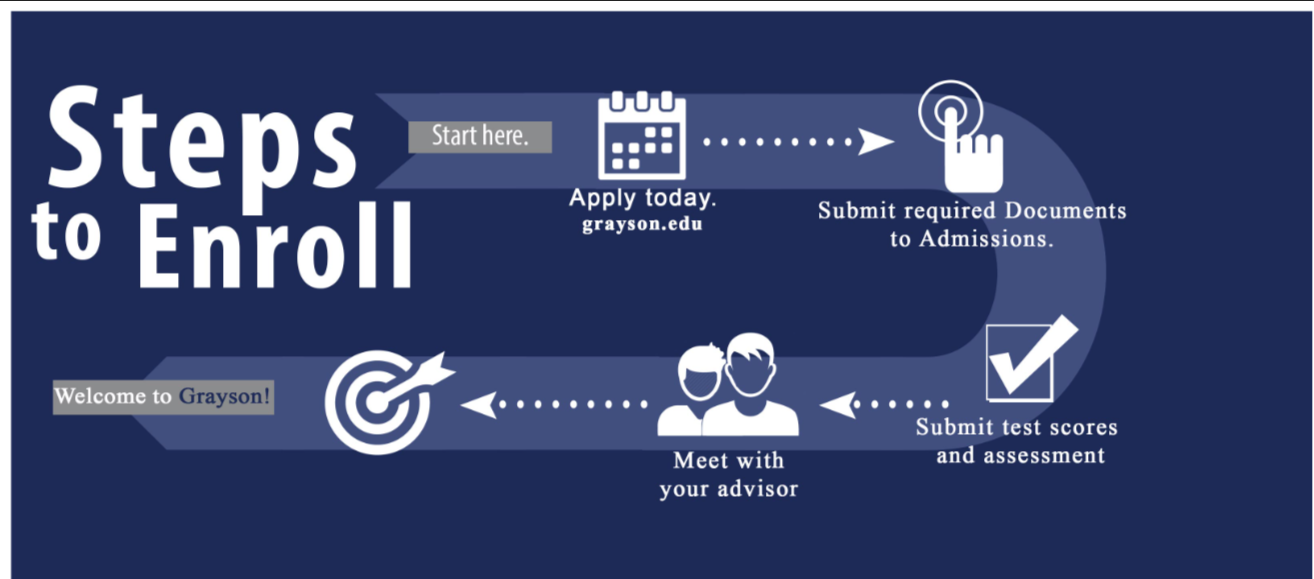 Steps
to Enroll
Start here.
Apply today.
grayson.edu
Submit required Documents
to Admissions.
Submit test scores
and assessment
Meet with
your advisor
Welcome to Grayson!